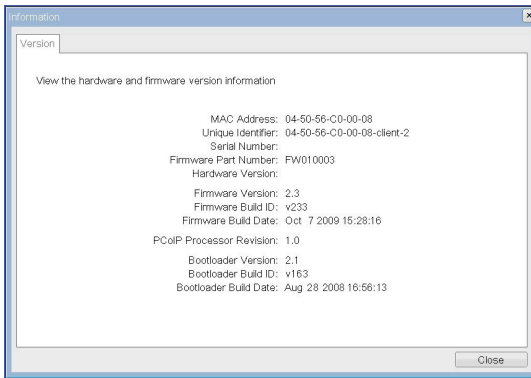 Information
Version
View the hardware and firmware version information
MAC Address: 04-50-56-C0-00-08
Unique Identifier: 04-50-56-C0-00-08-client-2
Serial Number:
Firmware Part Number: FW010003
Hardware Version:
Firmware Version: 2.3
Firmware Build ID: v233
Firmware Build Date: Oct 7 2009 15:28:16
PCoIP Processor Revision: 1.0
Bootloader Version: 2.1
Bootloader Build ID: v163
Bootloader Build Date: Aug 28 2008 16:56:13
Close